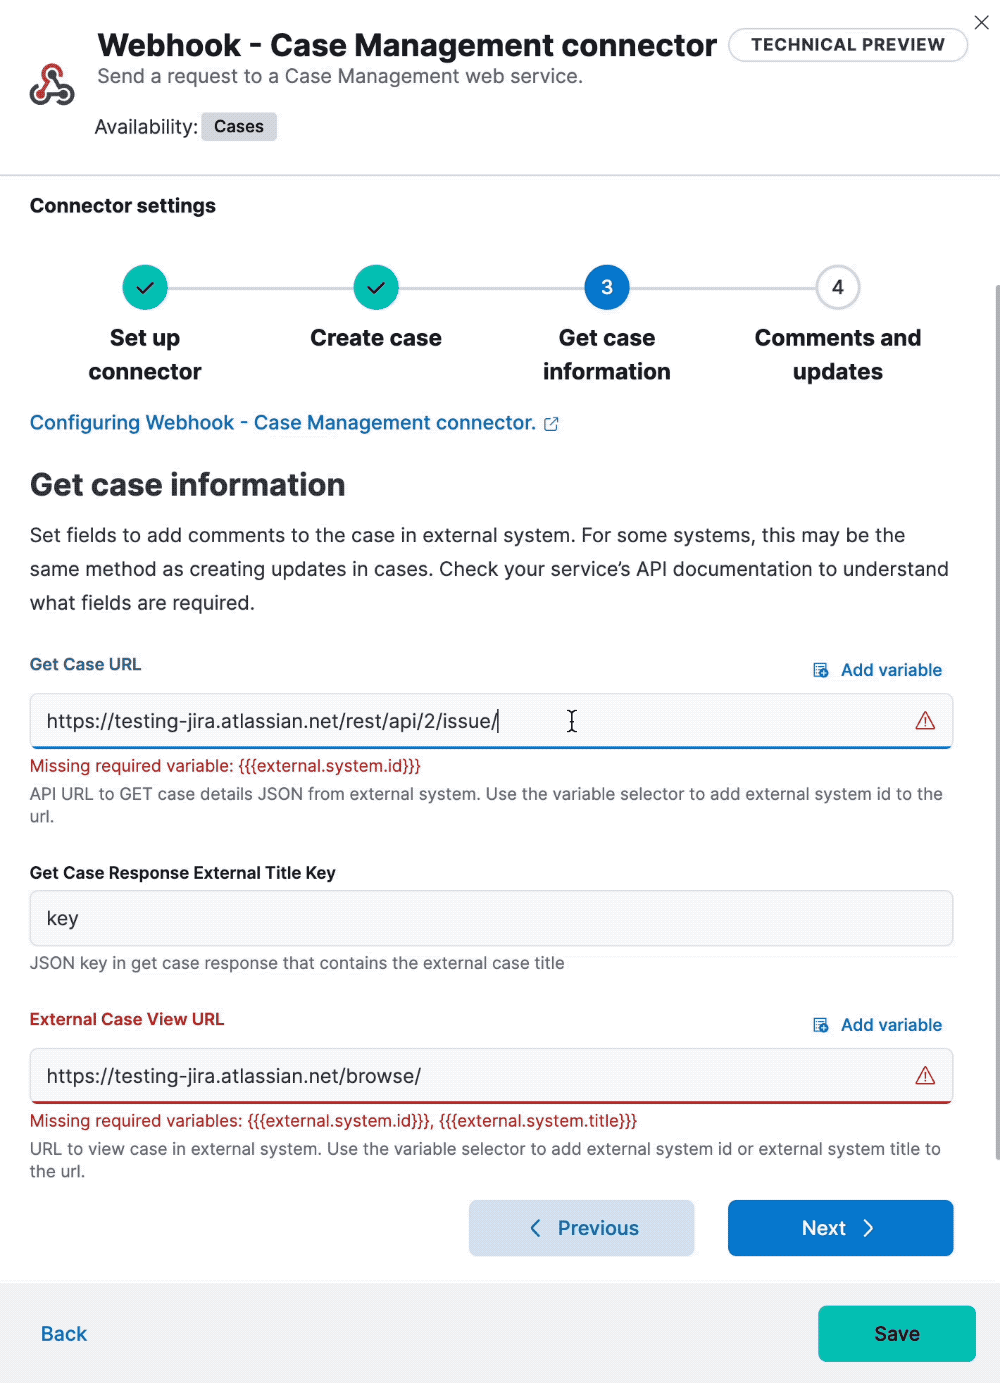 Webhook - Case Management connector
TECHNICAL PREVIEW
Send a request to a Case Management web service.
Availability: Cases
Connector settings
3
4
Set up
connector
Create case
Get case
information
Comments and
updates
Configuring Webhook - Case Management connector.
Get case information
Set fields to add comments to the case in external system. For some systems, this may be the
same method as creating updates in cases. Check your service’s API documentation to understand
what fields are required.
Get Case URL
Add variable
https://testing-jira.atlassian.net/rest/api/2/issue/
Missing required variable: {{{external.system.id}}}
API URL to GET case details JSON from external system. Use the variable selector to add external system id to the
url.
Get Case Response External Title Key
key
JSON key in get case response that contains the external case title
External Case View URL
Add variable
https://testing-jira.atlassian.net/browse/
Missing required variables: {{{external.system.id}}}, {{{external.system.title}}}
URL to view case in external system. Use the variable selector to add external system id or external system title to
the url.
Previous
Next
Back
Save